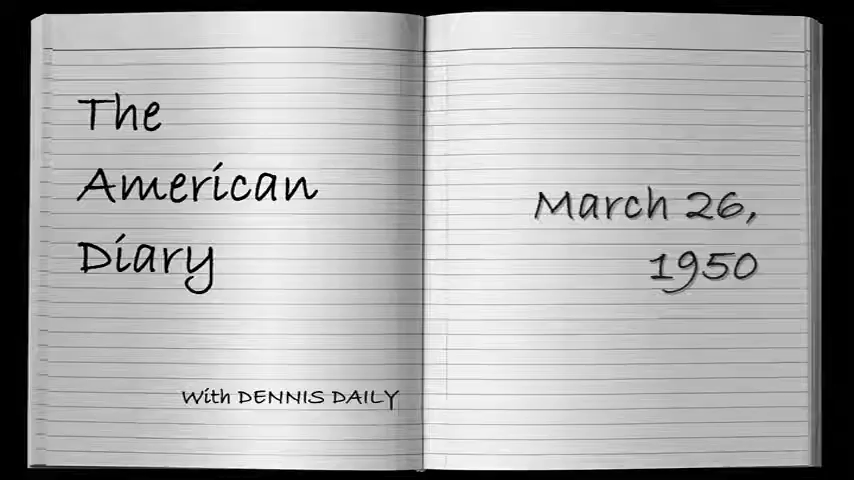 The
American
Diary
With DENNIS DAILY
March 26,
1950